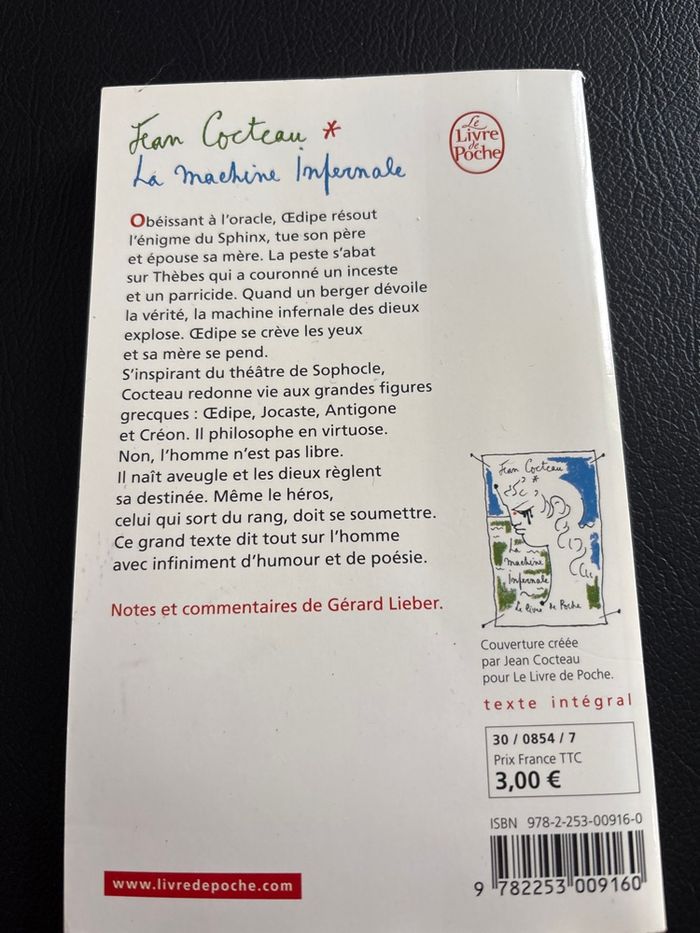 Jean Cocteau *
La machine Infernale
Le
Livre
de
Poche
Obéissant à l'oracle, Œdipe résout
l'énigme du Sphinx, tue son père
et épouse sa mère. La peste s'abat
sur Thèbes qui a couronné un inceste
et un parricide. Quand un berger dévoile
la vérité, la machine infernale des dieux
explose. Œdipe se crève les yeux
et sa mère se pend.
S'inspirant du théâtre de Sophocle,
Cocteau redonne vie aux grandes figures
grecques : Œdipe, Jocaste, Antigone
et Créon. Il philosophe en virtuose.
Non, l'homme n'est pas libre.
Il naît aveugle et les dieux règlent
sa destinée. Même le héros,
celui qui sort du rang, doit se soumettre.
Ce grand texte dit tout sur l'homme
avec infiniment d'humour et de poésie.
Notes et commentaires de Gérard Lieber.
Jean Cocteau
*
La
machine
Infernale
Le livre de Poche
Couverture créée
par Jean Cocteau
pour Le Livre de Poche.
texte intégral
30 / 0854 / 7
Prix France TTC
3,00 €
ISBN 978-2-253-00916-0
9 782253 009160
www.livredepoche.com